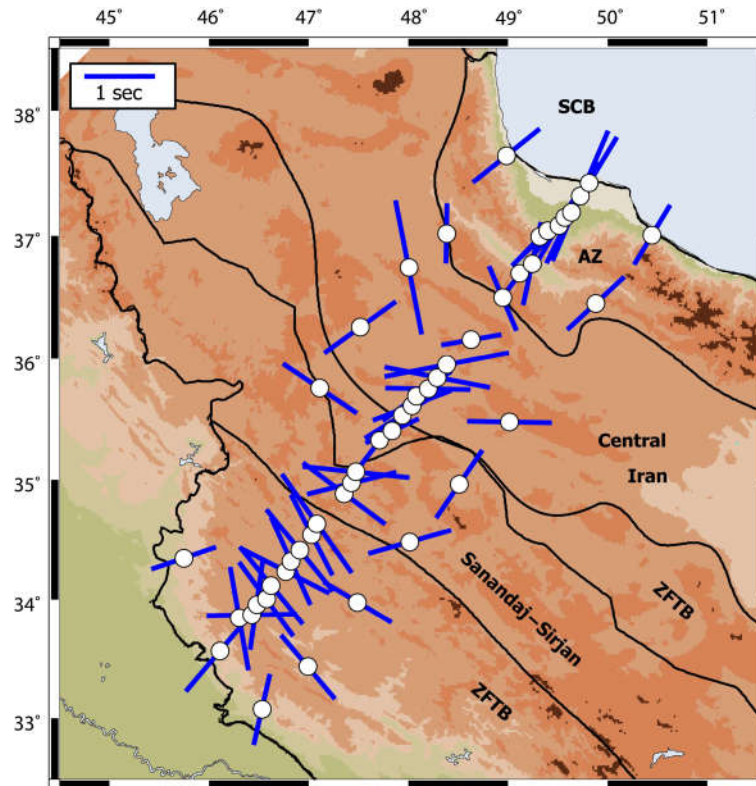 45 46 47 48 49 50 51
1 sec
38°
SCB
37°
AZ
36°
Central
Iran
35°
Sanandaj–Sirjan
ZFTB
34°
ZFTB
33°